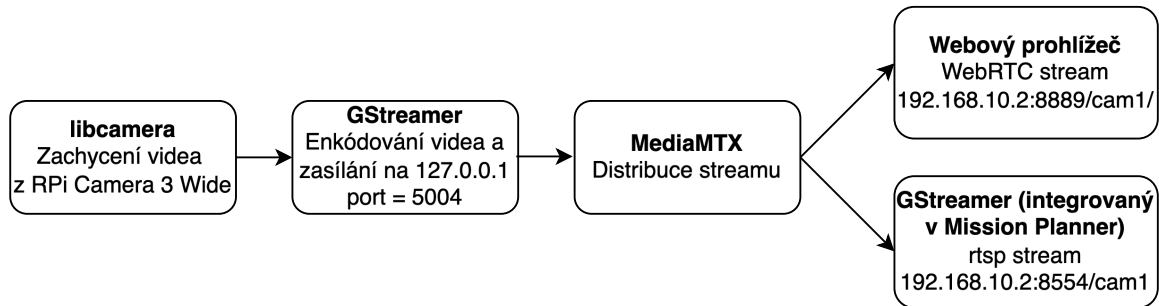 libcamera
Zachycení videa
z RPi Camera 3 Wide
GStreamer
Enkódování videa a
zasílání na 127.0.0.1
port = 5004
MediaMTX
Distribuce streamu
Webový prohlížeč
WebRTC stream
192.168.10.2:8889/cam1/
GStreamer (integrovaný
v Mission Planner)
rtsp stream
192.168.10.2:8554/cam1